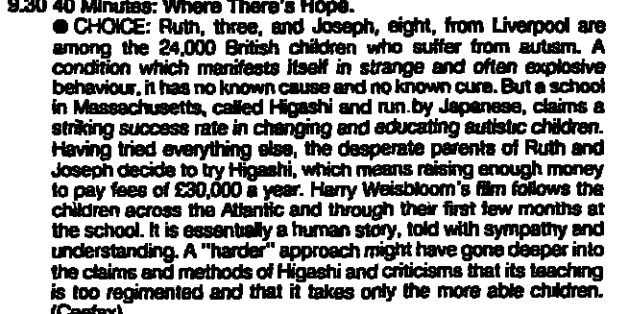 9.30 40 Minutes: Where There's Hope.
● CHOICE: Ruth, three, and Joseph, eight, from Liverpool are
among the 24,000 British children who suffer from autism. A
condition which manifests itself in strange and often explosive
behaviour, it has no known cause and no known cure. But a school
in Massachusetts, called Higashi and run by Japanese, claims a
striking success rate in changing and educating autistic children.
Having tried everything else, the desperate parents of Ruth and
Joseph decide to try Higashi, which means raising enough money
to pay fees of £30,000 a year. Harry Weisbloom's film follows the
children across the Atlantic and through their first few months at
the school. It is essentially a human story, told with sympathy and
understanding. A "harder" approach might have gone deeper into
the claims and methods of Higashi and criticisms that its teaching
is too regimented and that it takes only the more able children.
(Ceefax)